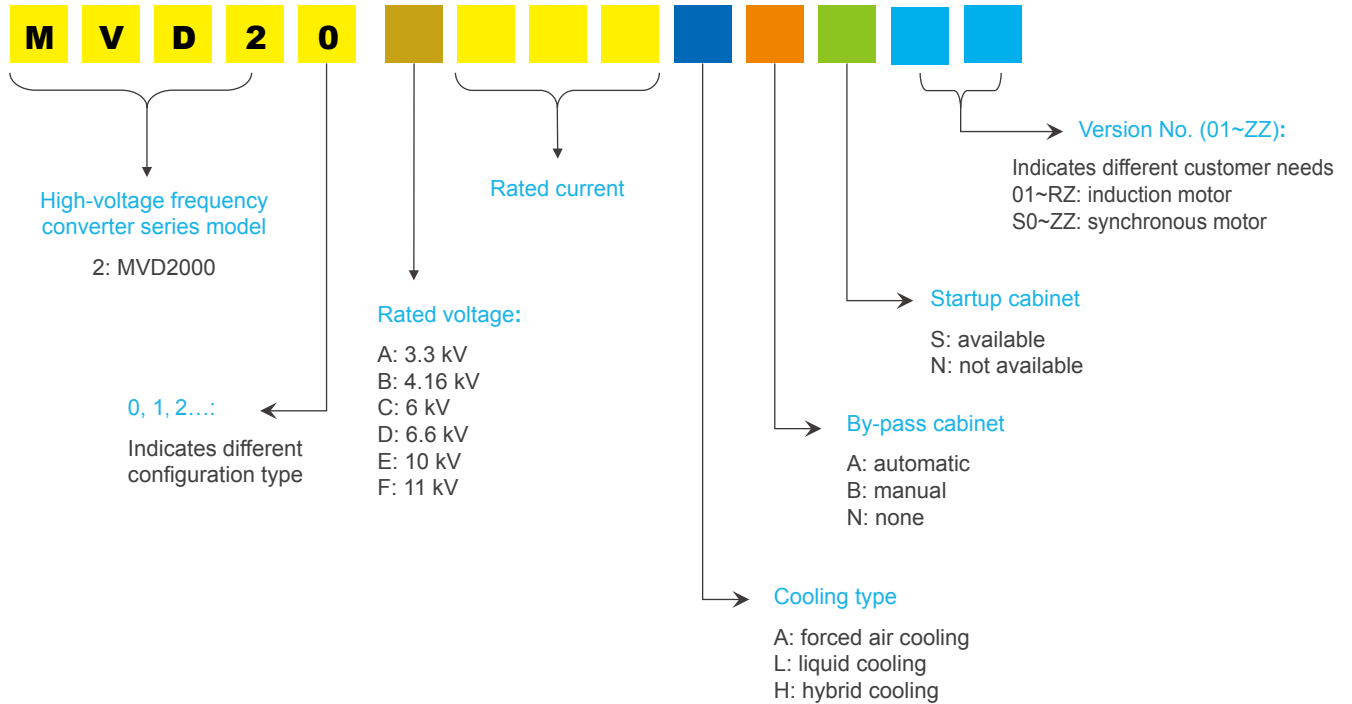 M V D 2 0
High-voltage frequency
converter series model
2: MVD2000
0, 1, 2…:
Indicates different
configuration type
Rated voltage:
A: 3.3 kV
B: 4.16 kV
C: 6 kV
D: 6.6 kV
E: 10 kV
F: 11 kV
Rated current
Cooling type
A: forced air cooling
L: liquid cooling
H: hybrid cooling
By-pass cabinet
A: automatic
B: manual
N: none
Startup cabinet
S: available
N: not available
Version No. (01~ZZ):
Indicates different customer needs
01~RZ: induction motor
S0~ZZ: synchronous motor